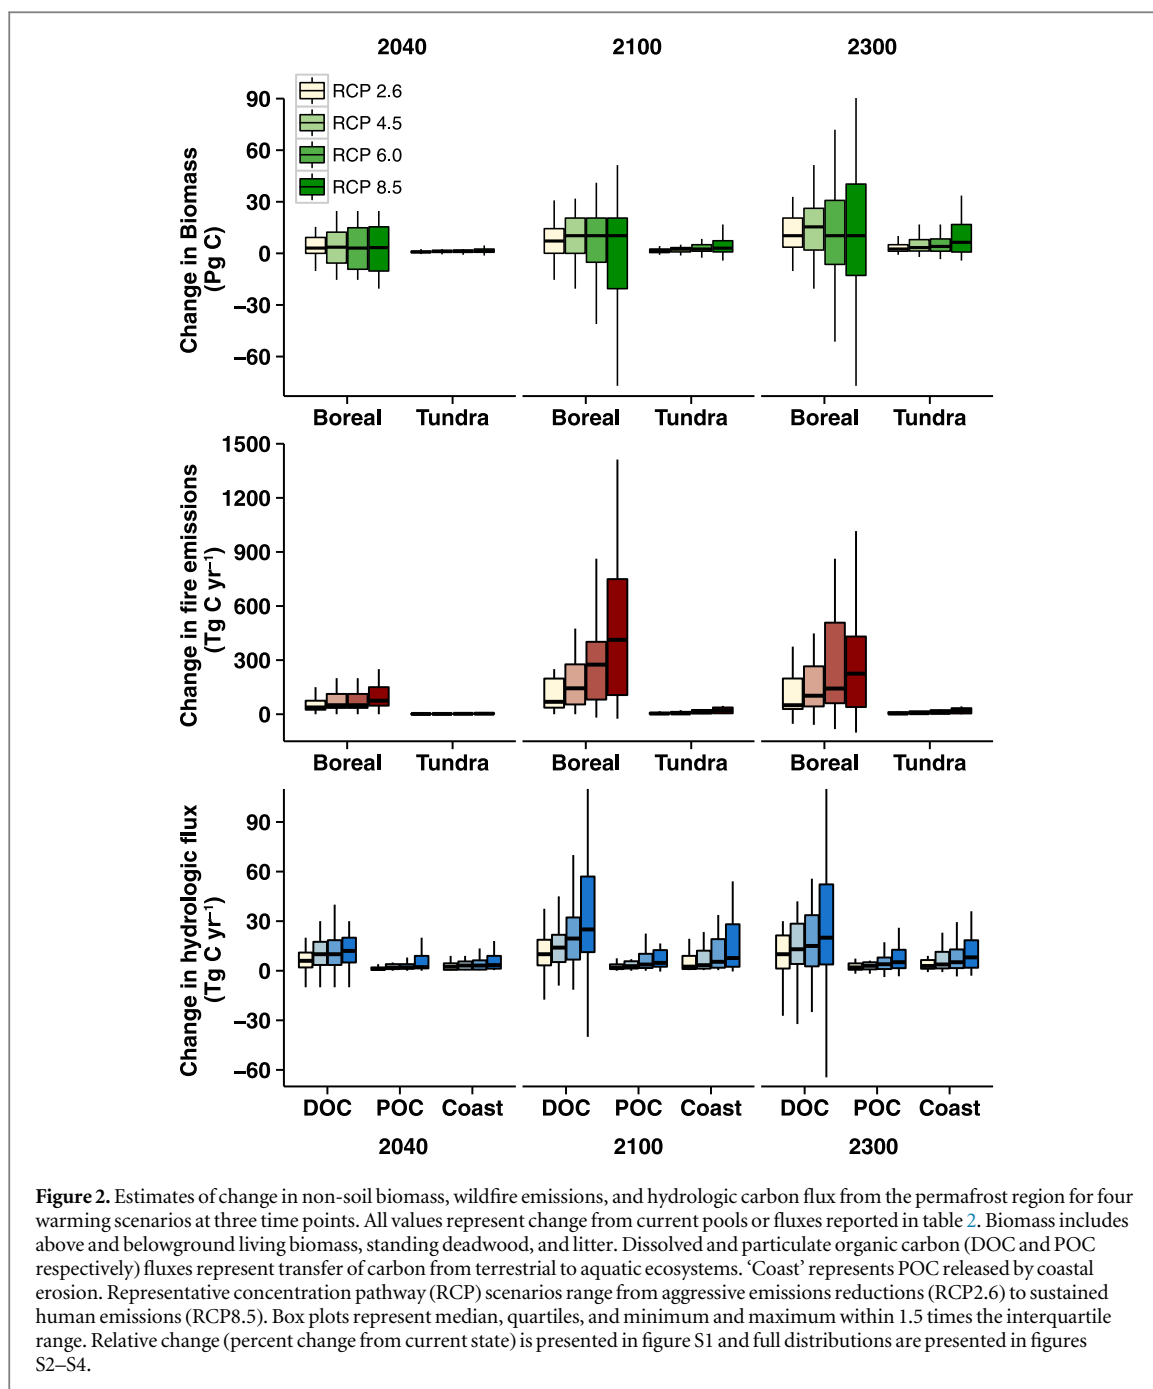 2040
2100
2300
RCP 2.6
RCP 4.5
RCP 6.0
RCP 8.5
Change in Biomass
(Pg C)
90
60
30
0
−30
−60
Boreal
Tundra
Boreal
Tundra
Boreal
Tundra
Change in fire emissions
(Tg C yr⁻¹)
1500
1200
900
600
300
0
Boreal
Tundra
Boreal
Tundra
Boreal
Tundra
Change in hydrologic flux
(Tg C yr⁻¹)
90
60
30
0
−30
−60
DOC
POC
Coast
DOC
POC
Coast
DOC
POC
Coast
2040
2100
2300
Figure 2. Estimates of change in non-soil biomass, wildfire emissions, and hydrologic carbon flux from the permafrost region for four
warming scenarios at three time points. All values represent change from current pools or fluxes reported in table 2. Biomass includes
above and belowground living biomass, standing deadwood, and litter. Dissolved and particulate organic carbon (DOC and POC
respectively) fluxes represent transfer of carbon from terrestrial to aquatic ecosystems. ‘Coast’ represents POC released by coastal
erosion. Representative concentration pathway (RCP) scenarios range from aggressive emissions reductions (RCP2.6) to sustained
human emissions (RCP8.5). Box plots represent median, quartiles, and minimum and maximum within 1.5 times the interquartile
range. Relative change (percent change from current state) is presented in figure S1 and full distributions are presented in figures
S2–S4.